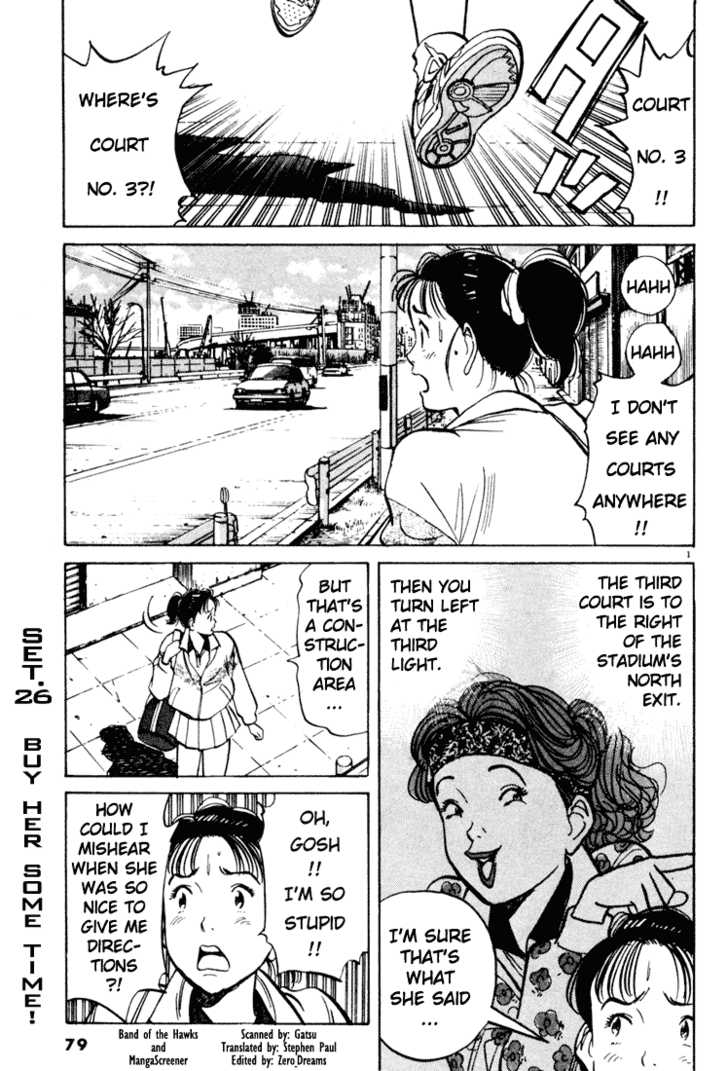 COURT
NO. 3
!!
タッ
WHERE'S
COURT
NO. 3?!
HAHH
HAHH
I DON'T
SEE ANY
COURTS
ANYWHERE
!!
1
THE THIRD
COURT IS TO
THE RIGHT
OF THE
STADIUM'S
NORTH
EXIT.
THEN YOU
TURN LEFT
AT THE
THIRD
LIGHT.
I'M SURE
THAT'S
WHAT
SHE SAID
...
BUT
THAT'S
A CON-
STRUC-
TION
AREA
...
OH,
GOSH
!!
I'M SO
STUPID
!!
HOW
COULD I
MISHEAR
WHEN SHE
WAS SO
NICE TO
GIVE ME
DIREC-
TIONS
?!
SET.
26
BUY HER SOME TIME!
79
Band of the Hawks
and
MangaScreener
Scanned by: Gatsu
Translated by: Stephen Paul
Edited by: Zero_Dreams